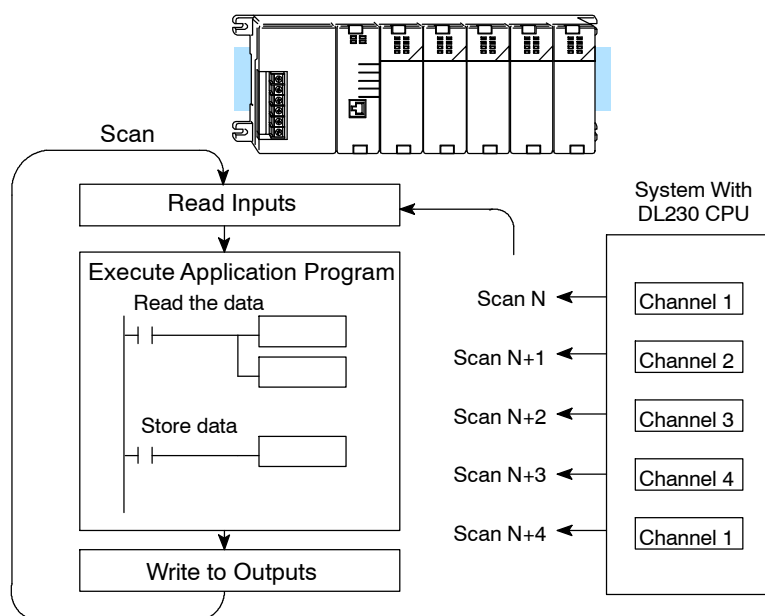 Scan
System With
DL230 CPU
Read Inputs
Execute Application Program
Read the data
Store data
Write to Outputs
Scan N
Channel 1
Scan N+1
Channel 2
Scan N+2
Channel 3
Scan N+3
Channel 4
Scan N+4
Channel 1